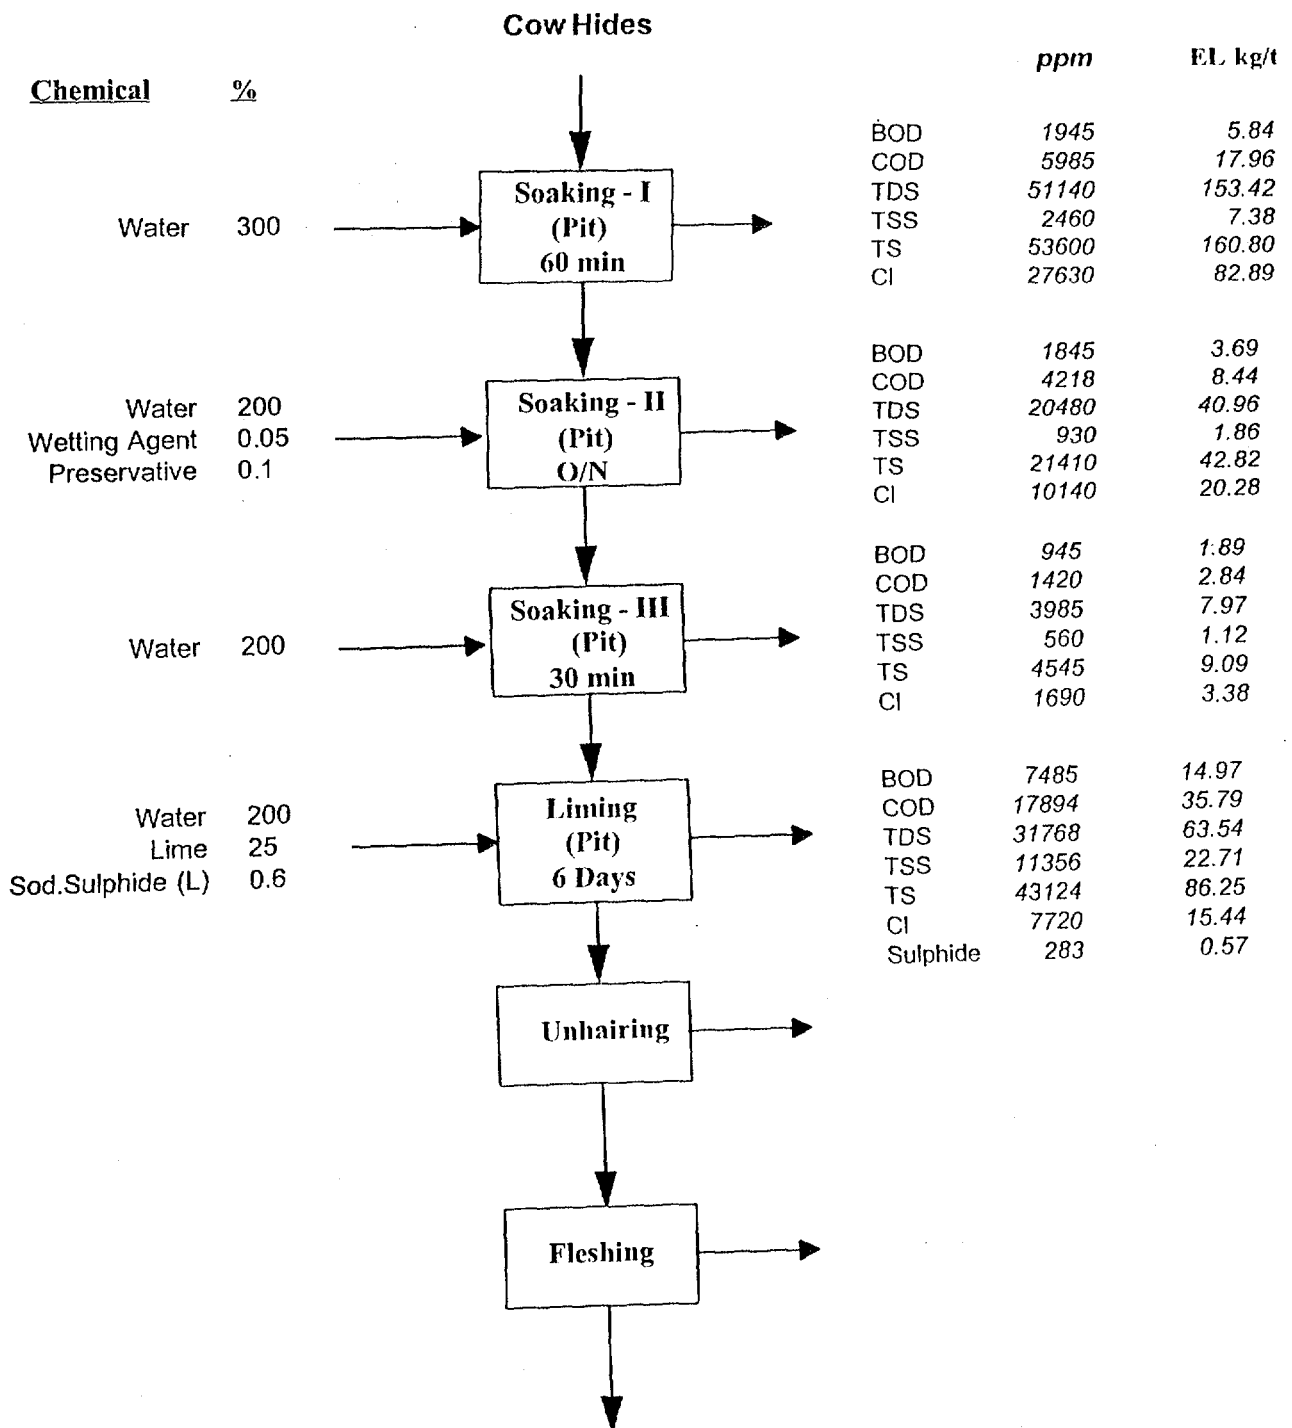 Cow Hides
ppm EL kg/t
Chemical %
BOD 1945 5.84
COD 5985 17.96
TDS 51140 153.42
TSS 2460 7.38
TS 53600 160.80
Cl 27630 82.89
Water 300
Soaking - I
(Pit)
60 min
BOD 1845 3.69
COD 4218 8.44
TDS 20480 40.96
TSS 930 1.86
TS 21410 42.82
Cl 10140 20.28
Water 200
Wetting Agent 0.05
Preservative 0.1
Soaking - II
(Pit)
O/N
BOD 945 1.89
COD 1420 2.84
TDS 3985 7.97
TSS 560 1.12
TS 4545 9.09
Cl 1690 3.38
Water 200
Soaking - III
(Pit)
30 min
BOD 7485 14.97
COD 17894 35.79
TDS 31768 63.54
TSS 11356 22.71
TS 43124 86.25
Cl 7720 15.44
Sulphide 283 0.57
Water 200
Lime 25
Sod.Sulphide (L) 0.6
Liming
(Pit)
6 Days
Unhairing
Fleshing